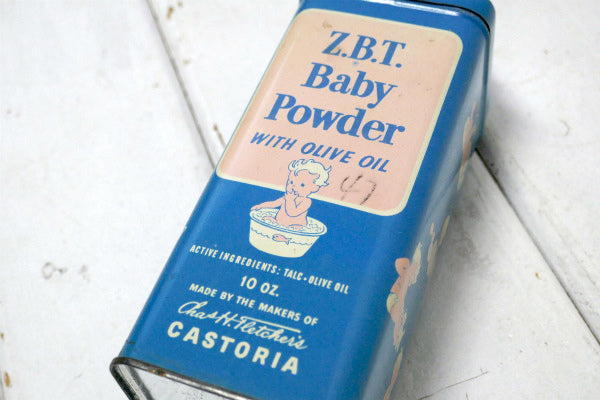 Z.B.T.
Baby
Powder
WITH OLIVE OIL
47
ACTIVE INGREDIENTS: TALC • OLIVE OIL
10 OZ.
MADE BY THE MAKERS OF
Chas H. Fletcher's
CASTORIA